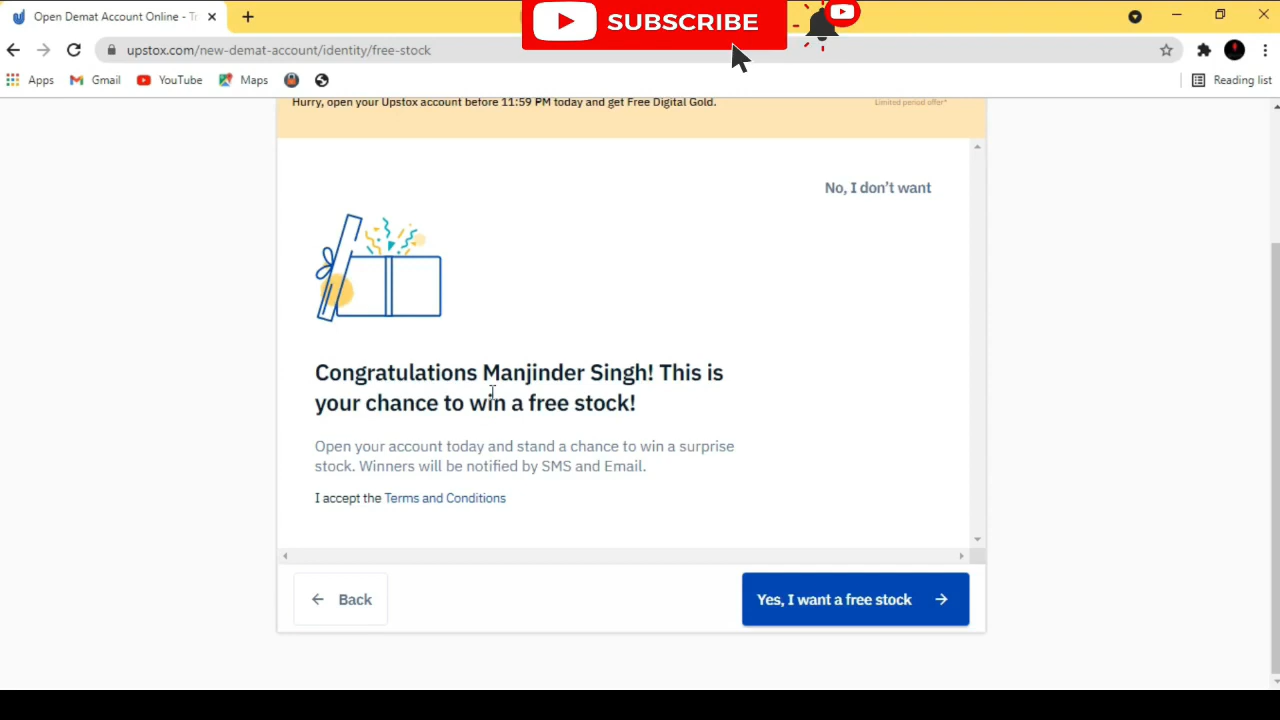 Open Demat Account Online - Tr
SUBSCRIBE
upstox.com/new-demat-account/identity/free-stock
Apps
Gmail
YouTube
Maps
Reading list
Hurry, open your Upstox account before 11:59 PM today and get Free Digital Gold.
Limited period offer*
No, I don't want
Congratulations Manjinder Singh! This is
your chance to win a free stock!
Open your account today and stand a chance to win a surprise
stock. Winners will be notified by SMS and Email.
I accept the Terms and Conditions
Back
Yes, I want a free stock